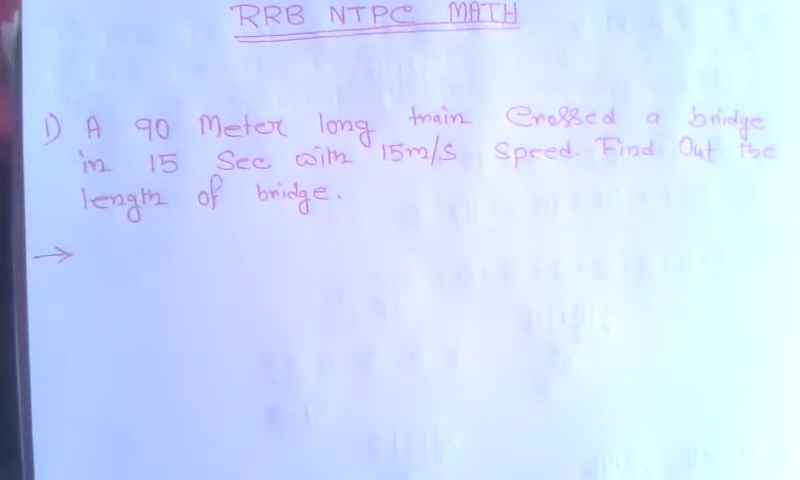 RRB NTPC MATH
1) A 90 Meter long train Crossed a bridge
in 15 Sec with 15m/s Speed. Find Out the
length of bridge.
→